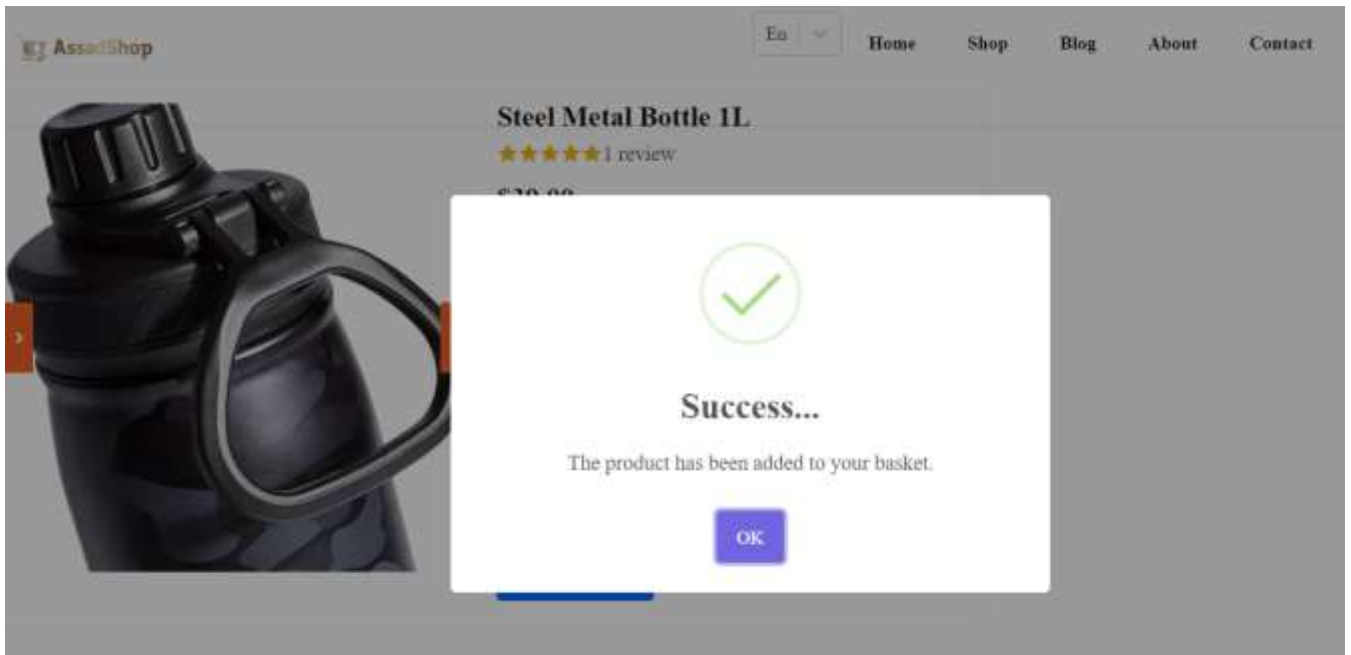 AssadShop
En
Home
Shop
Blog
About
Contact
Steel Metal Bottle 1L
1 review
Success...
The product has been added to your basket.
OK